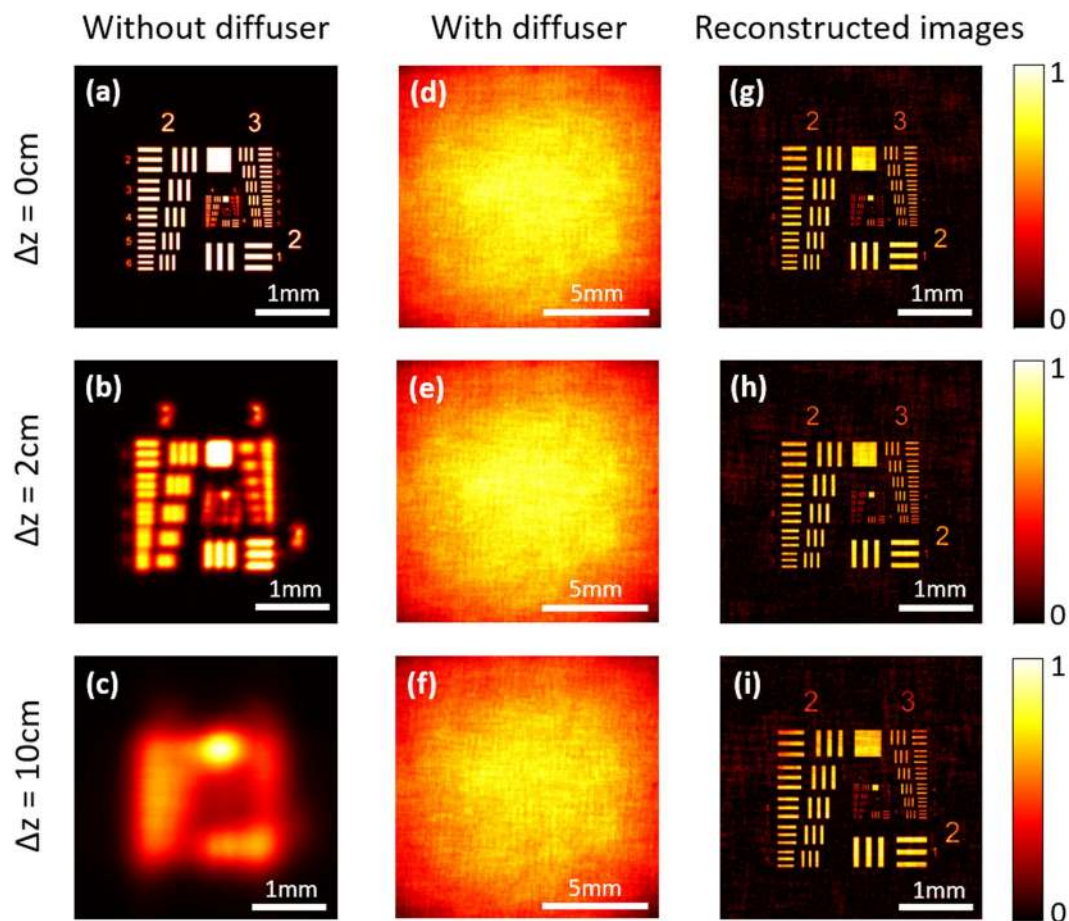 Without diffuser With diffuser Reconstructed images
Δz = 0cm
(a) (d) (g) 1
2 3 2 3
2
3
4
5 2 2
6 1 1
1mm 5mm 1mm 0
Δz = 2cm
(b) (e) (h) 1
2 3
2
1mm 5mm 1mm 0
Δz = 10cm
(c) (f) (i) 1
2 3
2
1
1mm 5mm 1mm 0